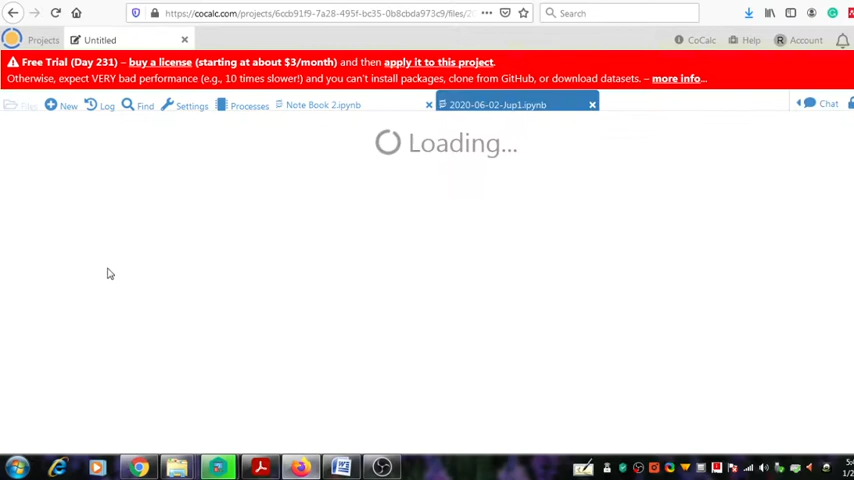 https://cocalc.com/projects/6ccb91f9-7a28-495f-bc35-0b8cbda973c9/files/2
Search
Projects
Untitled
CoCalc
Help
R Account
Free Trial (Day 231) – buy a license (starting at about $3/month) and then apply it to this project.
Otherwise, expect VERY bad performance (e.g., 10 times slower!) and you can't install packages, clone from GitHub, or download datasets. – more info...
Files New Log Find Settings Processes Note Book 2.ipynb 2020-06-02-Jup1.ipynb Chat
Loading...